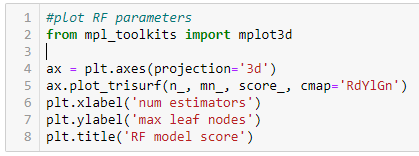 1 #plot RF parameters
2 from mpl_toolkits import mplot3d
3
4 ax = plt.axes(projection='3d')
5 ax.plot_trisurf(n_, mn_, score_, cmap='RdYlGn')
6 plt.xlabel('num estimators')
7 plt.ylabel('max leaf nodes')
8 plt.title('RF model score')